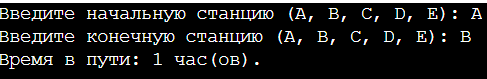 Введите начальную станцию (A, B, C, D, E): A
Введите конечную станцию (A, B, C, D, E): B
Время в пути: 1 час(ов).